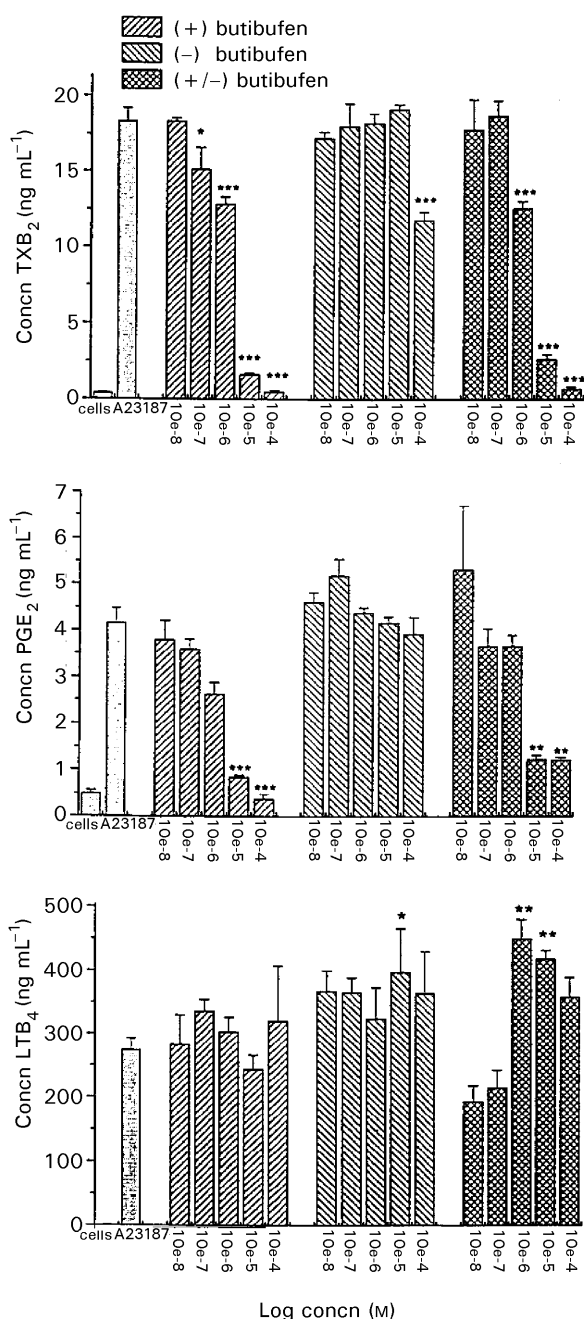 (+) butibufen
(−) butibufen
(+/−) butibufen
Concn TXB₂ (ng mL⁻¹)
20
15
10
5
0
* *** *** ***
***
*** *** ***
cells A23187 10e-8 10e-7 10e-6 10e-5 10e-4 10e-8 10e-7 10e-6 10e-5 10e-4 10e-8 10e-7 10e-6 10e-5 10e-4
Concn PGE₂ (ng mL⁻¹)
7
6
5
4
3
2
1
0
*** ***
** **
cells A23187 10e-8 10e-7 10e-6 10e-5 10e-4 10e-8 10e-7 10e-6 10e-5 10e-4 10e-8 10e-7 10e-6 10e-5 10e-4
Concn LTB₄ (ng mL⁻¹)
500
400
300
200
100
0
*
** **
cells A23187 10e-8 10e-7 10e-6 10e-5 10e-4 10e-8 10e-7 10e-6 10e-5 10e-4 10e-8 10e-7 10e-6 10e-5 10e-4
Log concn (M)